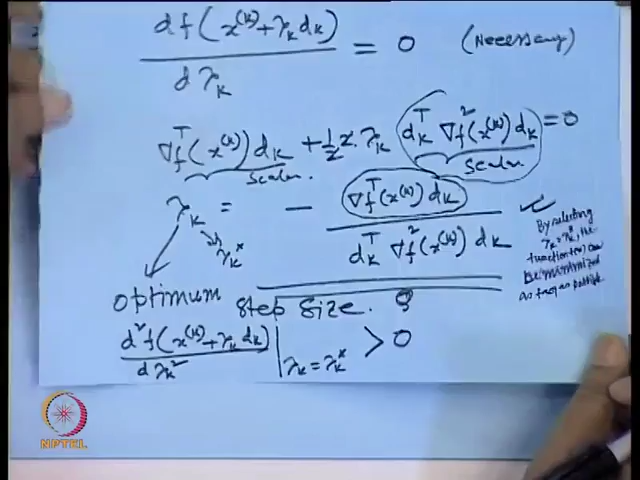 df(x^(k)+λ_k d_k) / dλ_k = 0 (Necessary)
∇f^T(x^(k)) d_k + 1/2 2·λ_k d_k^T ∇f^2(x^(k)) d_k = 0
Scalar. Scalar
λ_k = − ∇f^T(x^(k)) d_k / d_k^T ∇f^2(x^(k)) d_k
λ_k^*
By selecting
λ_k=λ_k^*, the
function
be minimized
as far as possible
optimum Step Size.
d^2 f(x^(k)+λ_k d_k) / dλ_k^2 | λ_k=λ_k^* > 0
NPTEL